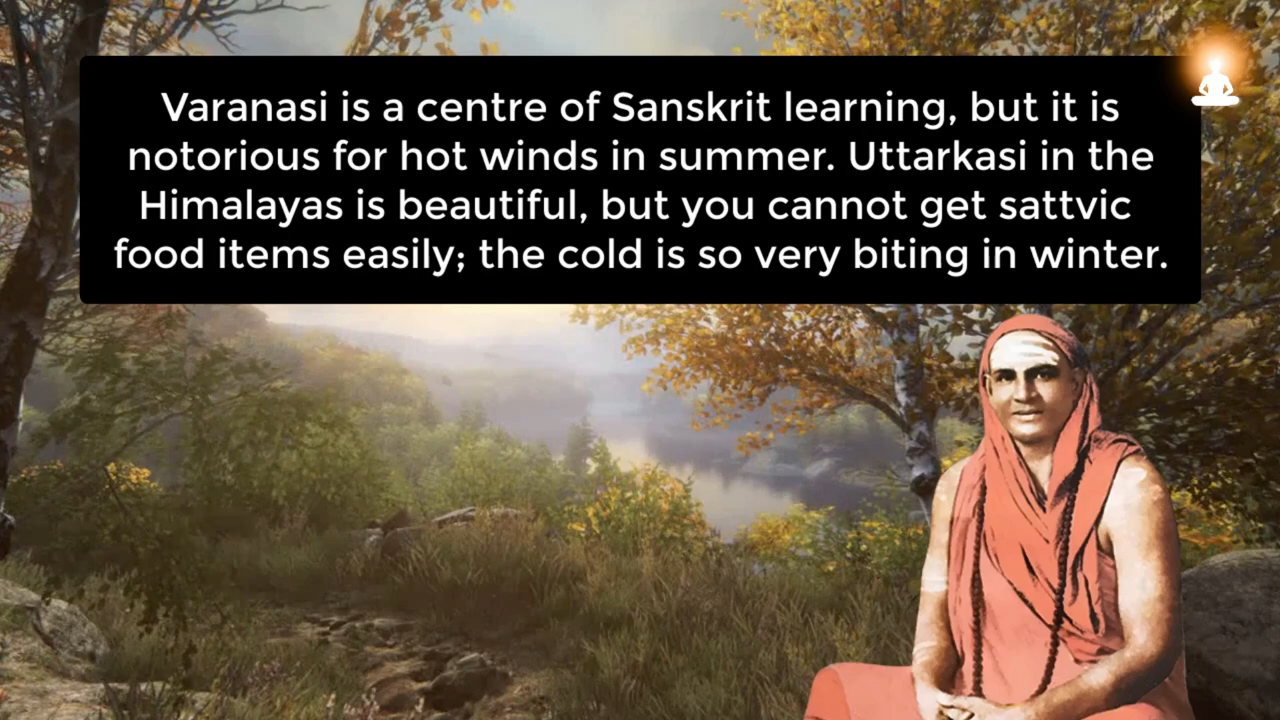 Varanasi is a centre of Sanskrit learning, but it is
notorious for hot winds in summer. Uttarkasi in the
Himalayas is beautiful, but you cannot get sattvic
food items easily; the cold is so very biting in winter.